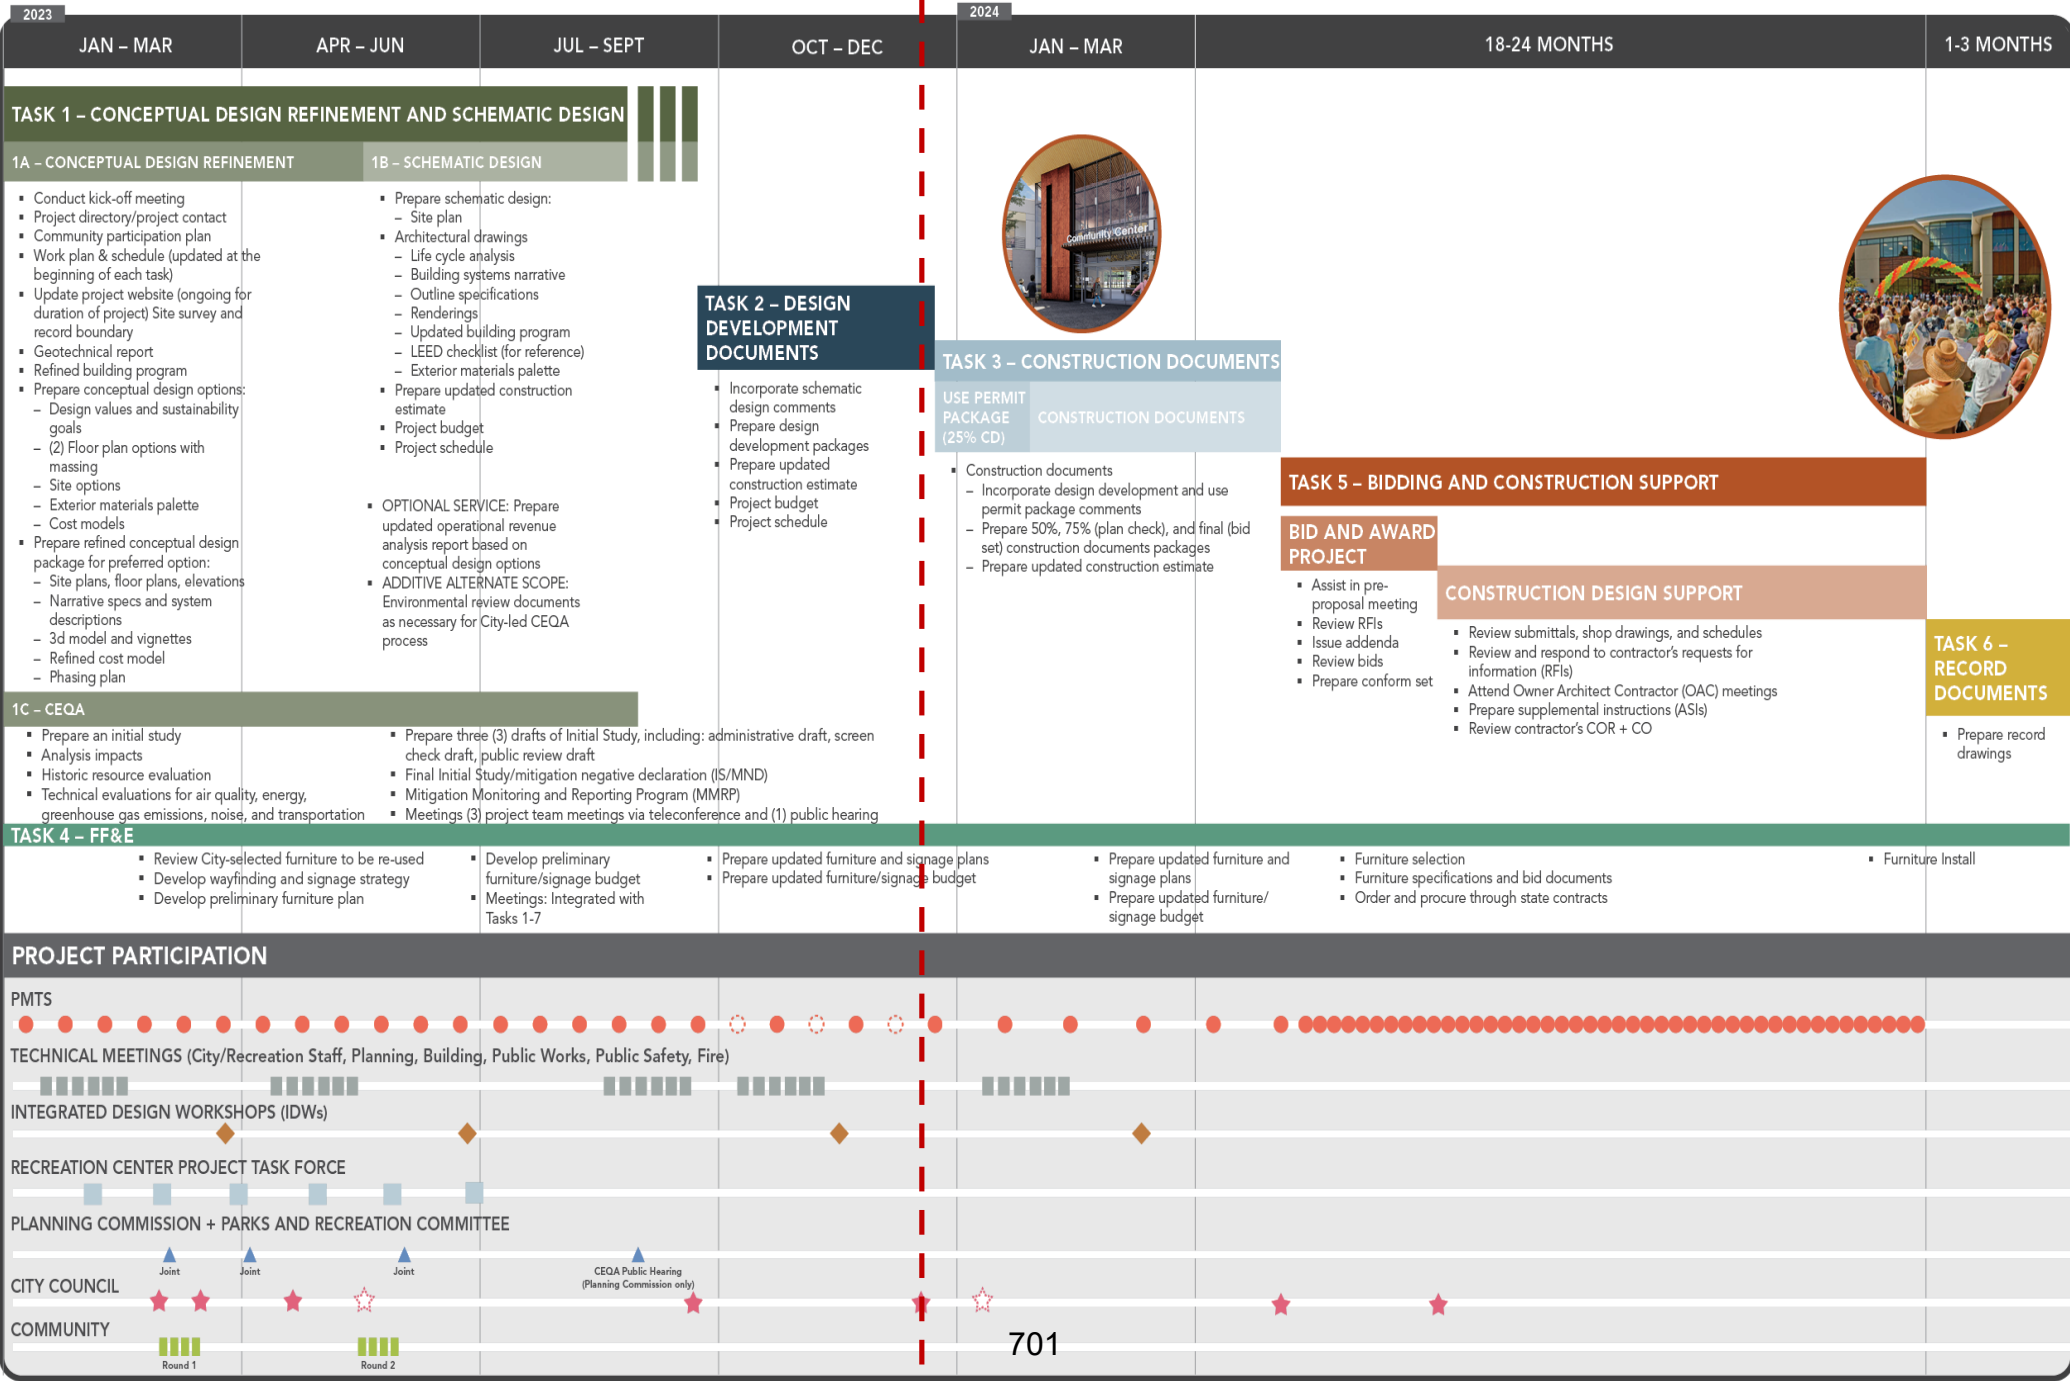 2023
2024
JAN – MAR
APR – JUN
JUL – SEPT
OCT – DEC
JAN – MAR
18-24 MONTHS
1-3 MONTHS
TASK 1 – CONCEPTUAL DESIGN REFINEMENT AND SCHEMATIC DESIGN
1A – CONCEPTUAL DESIGN REFINEMENT
▪ Conduct kick-off meeting
▪ Project directory/project contact
▪ Community participation plan
▪ Work plan & schedule (updated at the
beginning of each task)
▪ Update project website (ongoing for
duration of project) Site survey and
record boundary
▪ Geotechnical report
▪ Refined building program
▪ Prepare conceptual design options:
– Design values and sustainability
goals
– (2) Floor plan options with
massing
– Site options
– Exterior materials palette
– Cost models
▪ Prepare refined conceptual design
package for preferred option:
– Site plans, floor plans, elevations
– Narrative specs and system
descriptions
– 3d model and vignettes
– Refined cost model
– Phasing plan
1B – SCHEMATIC DESIGN
▪ Prepare schematic design:
– Site plan
▪ Architectural drawings
– Life cycle analysis
– Building systems narrative
– Outline specifications
– Renderings
– Updated building program
– LEED checklist (for reference)
– Exterior materials palette
▪ Prepare updated construction
estimate
▪ Project budget
▪ Project schedule
▪ OPTIONAL SERVICE: Prepare
updated operational revenue
analysis report based on
conceptual design options
▪ ADDITIVE ALTERNATE SCOPE:
Environmental review documents
as necessary for City-led CEQA
process
1C – CEQA
▪ Prepare an initial study
▪ Analysis impacts
▪ Historic resource evaluation
▪ Technical evaluations for air quality, energy,
greenhouse gas emissions, noise, and transportation
▪ Prepare three (3) drafts of Initial Study, including: administrative draft, screen
check draft, public review draft
▪ Final Initial Study/mitigation negative declaration (IS/MND)
▪ Mitigation Monitoring and Reporting Program (MMRP)
▪ Meetings (3) project team meetings via teleconference and (1) public hearing
TASK 2 – DESIGN
DEVELOPMENT
DOCUMENTS
▪ Incorporate schematic
design comments
▪ Prepare design
development packages
▪ Prepare updated
construction estimate
▪ Project budget
▪ Project schedule
Community Center
TASK 3 – CONSTRUCTION DOCUMENTS
USE PERMIT
PACKAGE
(25% CD)
CONSTRUCTION DOCUMENTS
▪ Construction documents
– Incorporate design development and use
permit package comments
– Prepare 50%, 75% (plan check), and final (bid
set) construction documents packages
– Prepare updated construction estimate
TASK 5 – BIDDING AND CONSTRUCTION SUPPORT
BID AND AWARD
PROJECT
▪ Assist in pre-
proposal meeting
▪ Review RFIs
▪ Issue addenda
▪ Review bids
▪ Prepare conform set
CONSTRUCTION DESIGN SUPPORT
▪ Review submittals, shop drawings, and schedules
▪ Review and respond to contractor's requests for
information (RFIs)
▪ Attend Owner Architect Contractor (OAC) meetings
▪ Prepare supplemental instructions (ASIs)
▪ Review contractor's COR + CO
TASK 6 –
RECORD
DOCUMENTS
▪ Prepare record
drawings
TASK 4 – FF&E
▪ Review City-selected furniture to be re-used
▪ Develop wayfinding and signage strategy
▪ Develop preliminary furniture plan
▪ Develop preliminary
furniture/signage budget
▪ Meetings: Integrated with
Tasks 1-7
▪ Prepare updated furniture and signage plans
▪ Prepare updated furniture/signage budget
▪ Prepare updated furniture and
signage plans
▪ Prepare updated furniture/
signage budget
▪ Furniture selection
▪ Furniture specifications and bid documents
▪ Order and procure through state contracts
▪ Furniture Install
PROJECT PARTICIPATION
PMTS
TECHNICAL MEETINGS (City/Recreation Staff, Planning, Building, Public Works, Public Safety, Fire)
INTEGRATED DESIGN WORKSHOPS (IDWs)
RECREATION CENTER PROJECT TASK FORCE
PLANNING COMMISSION + PARKS AND RECREATION COMMITTEE
Joint
Joint
Joint
CEQA Public Hearing
(Planning Commission only)
CITY COUNCIL
COMMUNITY
Round 1
Round 2
701